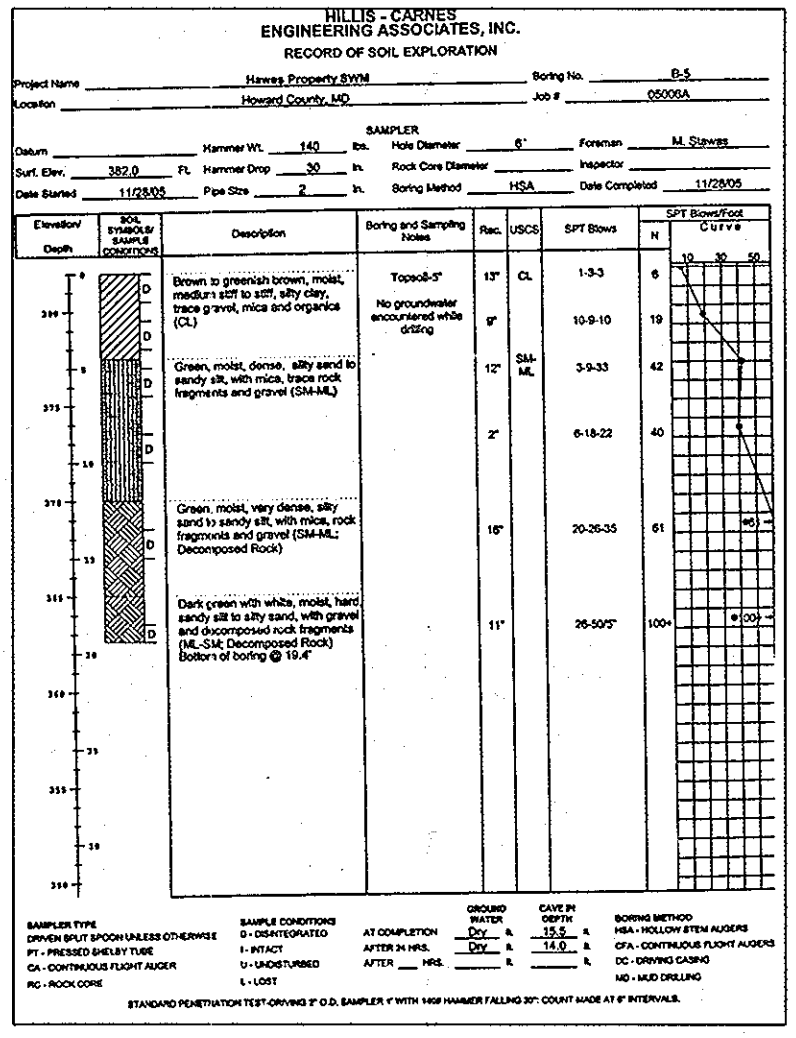 HILLIS - CARNES
ENGINEERING ASSOCIATES, INC.
RECORD OF SOIL EXPLORATION
Project Name Hawes Property SWM Boring No. B-5
Location Howard County, MD Job # 05006A
SAMPLER
Datum Hammer Wt. 140 lbs. Hole Diameter 6" Foreman M. Stawas
Surf. Elev. 382.0 Ft. Hammer Drop 30 in. Rock Core Diameter Inspector
Date Started 11/28/05 Pipe Size 2 in. Boring Method HSA Date Completed 11/28/05
Elevation/ Depth
SOIL SYMBOLS/ SAMPLE CONDITIONS
Description
Boring and Sampling Notes
Rec.
USCS
SPT Blows
SPT Blows/Foot
N
Curve
10 30 50
0
Brown to greenish brown, moist,
medium stiff to stiff, silty clay,
trace gravel, mica and organics
(CL)
Topsoil-5"
No groundwater
encountered while
drilling
D
13" CL 1-3-3 6
380
D
9" 10-9-10 19
5
Green, moist, dense, silty sand to
sandy silt, with mica, trace rock
fragments and gravel (SM-ML)
D
12" SM-ML 3-9-33 42
375
D
2" 6-18-22 40
10
370
Green, moist, very dense, silty
sand to sandy silt, with mica, rock
fragments and gravel (SM-ML;
Decomposed Rock)
D
16" 20-26-35 61
15
365
Dark green with white, moist, hard,
sandy silt to silty sand, with gravel
and decomposed rock fragments
(ML-SM; Decomposed Rock)
Bottom of boring @ 19.4'
D
11" 26-50/5" 100+
20
360
25
355
30
350
SAMPLER TYPE
DRIVEN SPLIT SPOON UNLESS OTHERWISE
PT - PRESSED SHELBY TUBE
CA - CONTINUOUS FLIGHT AUGER
RC - ROCK CORE
SAMPLE CONDITIONS
D - DISINTEGRATED
I - INTACT
U - UNDISTURBED
L - LOST
GROUND WATER CAVE IN DEPTH
AT COMPLETION Dry ft. 15.5 ft.
AFTER 24 HRS. Dry ft. 14.0 ft.
AFTER HRS. ft. ft.
BORING METHOD
HSA - HOLLOW STEM AUGERS
CFA - CONTINUOUS FLIGHT AUGERS
DC - DRIVING CASING
MD - MUD DRILLING
STANDARD PENETRATION TEST-DRIVING 2" O.D. SAMPLER 1' WITH 140# HAMMER FALLING 30": COUNT MADE AT 6" INTERVALS.